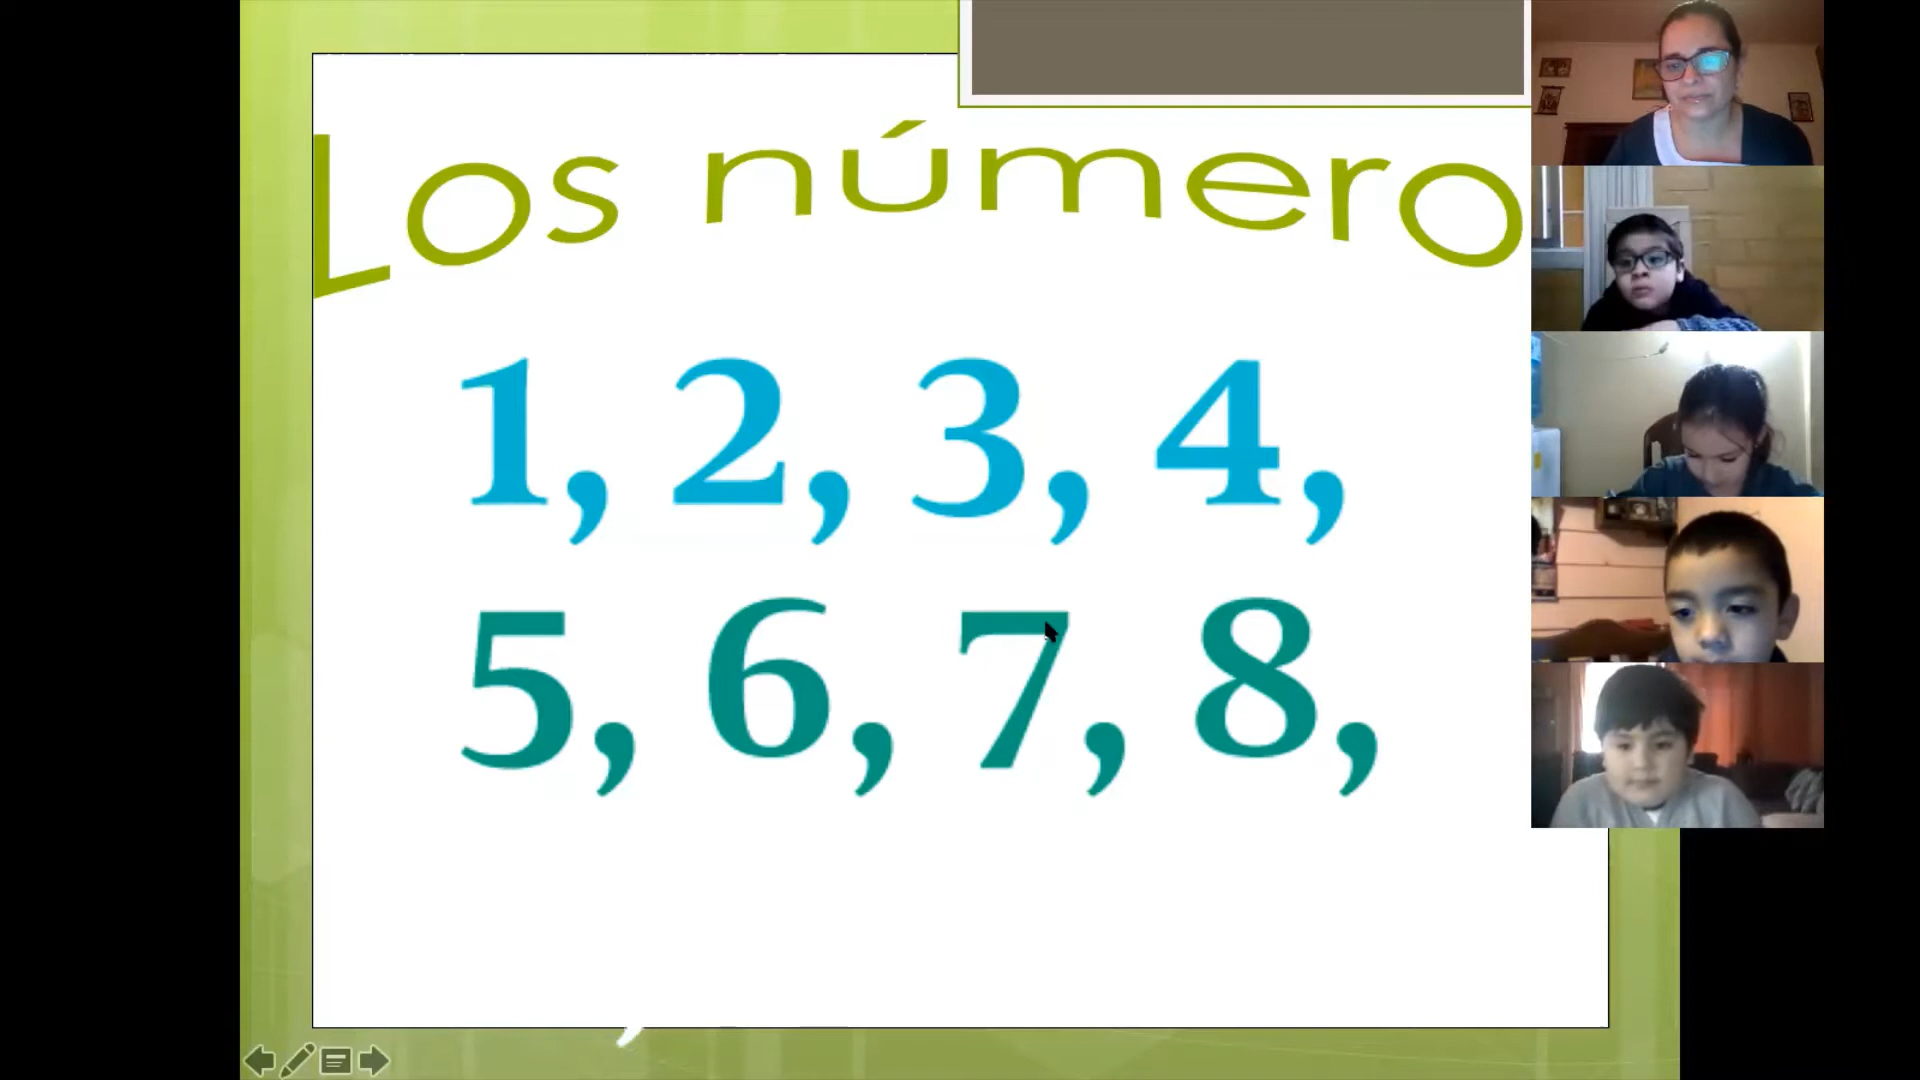 Los número
1, 2, 3, 4,
5, 6, 7, 8,